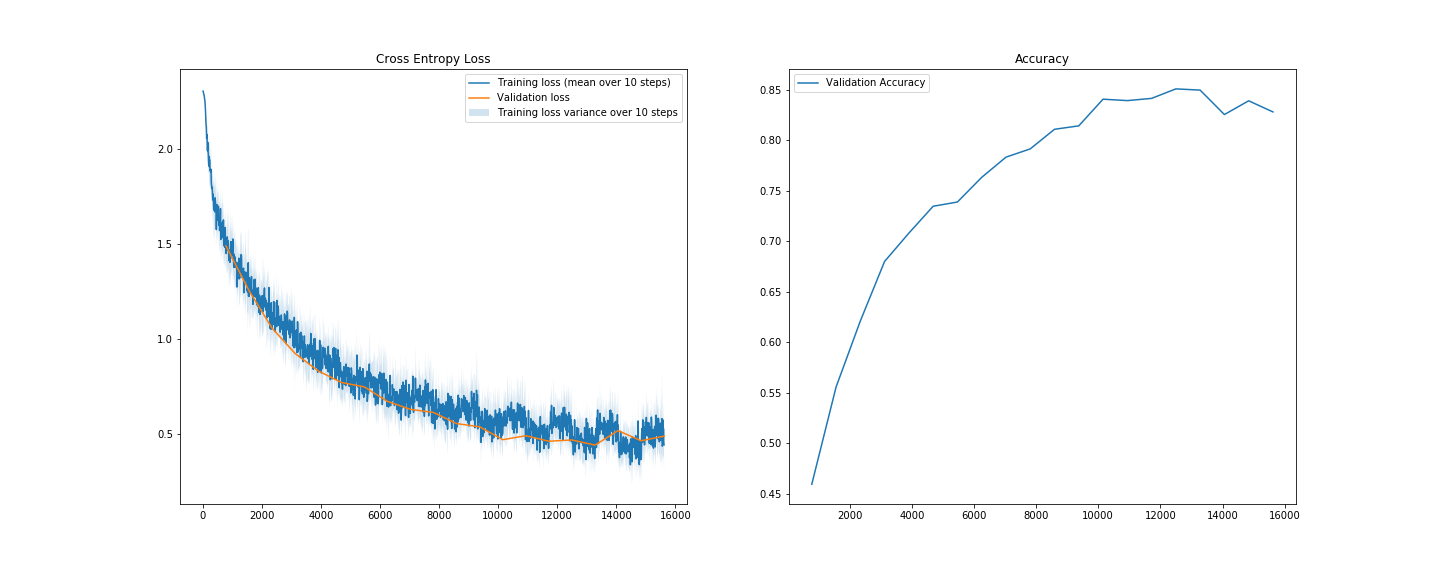 Cross Entropy Loss
Training loss (mean over 10 steps)
Validation loss
Training loss variance over 10 steps
2.0
1.5
1.0
0.5
0 2000 4000 6000 8000 10000 12000 14000 16000
Accuracy
Validation Accuracy
0.85
0.80
0.75
0.70
0.65
0.60
0.55
0.50
0.45
2000 4000 6000 8000 10000 12000 14000 16000